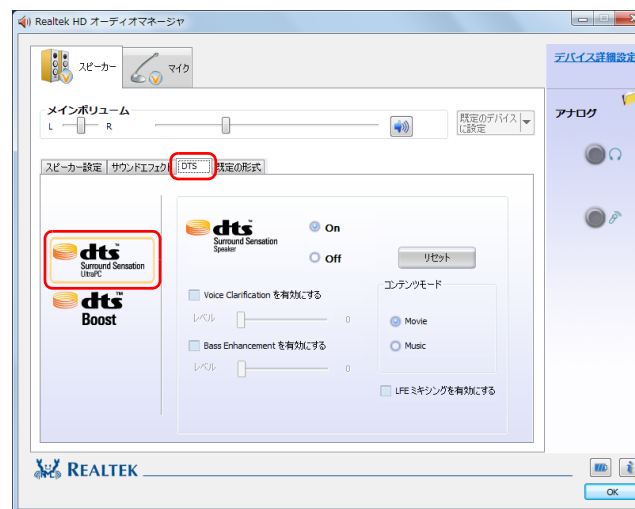 Realtek HD オーディオマネージャ
スピーカー
マイク
デバイス詳細設定
メインボリューム
L
R
既定のデバイス
に設定
アナログ
スピーカー設定
サウンドエフェクト
DTS
既定の形式
dts
Surround Sensation
UltraPC
dts
Boost
dts
Surround Sensation
Speaker
On
Off
リセット
Voice Clarification を有効にする
レベル
0
Bass Enhancement を有効にする
レベル
0
コンテンツモード
Movie
Music
LFE ミキシングを有効にする
REALTEK
OK